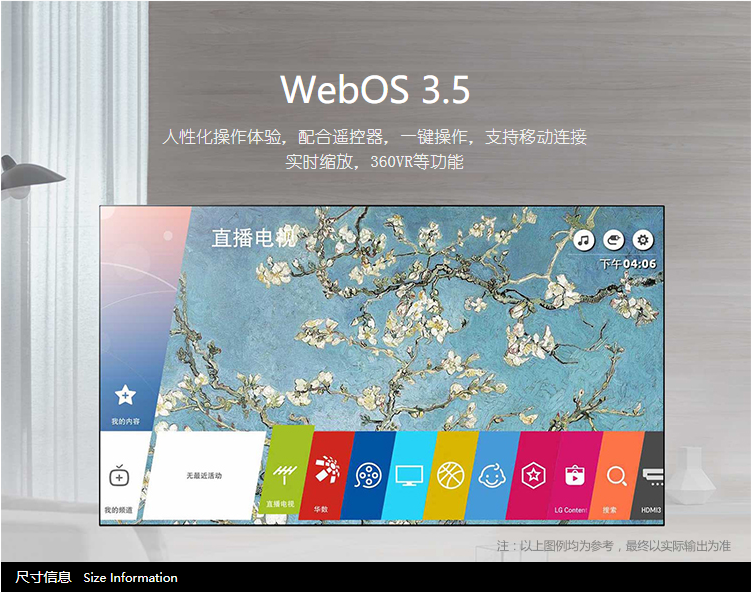 WebOS 3.5
人性化操作体验，配合遥控器，一键操作，支持移动连接
实时缩放，360VR等功能
直播电视
下午04:06
我的内容
我的频道
无最近活动
直播电视
华数
LG Content
搜索
HDMI3
注：以上图例均为参考，最终以实际输出为准
尺寸信息 Size Information